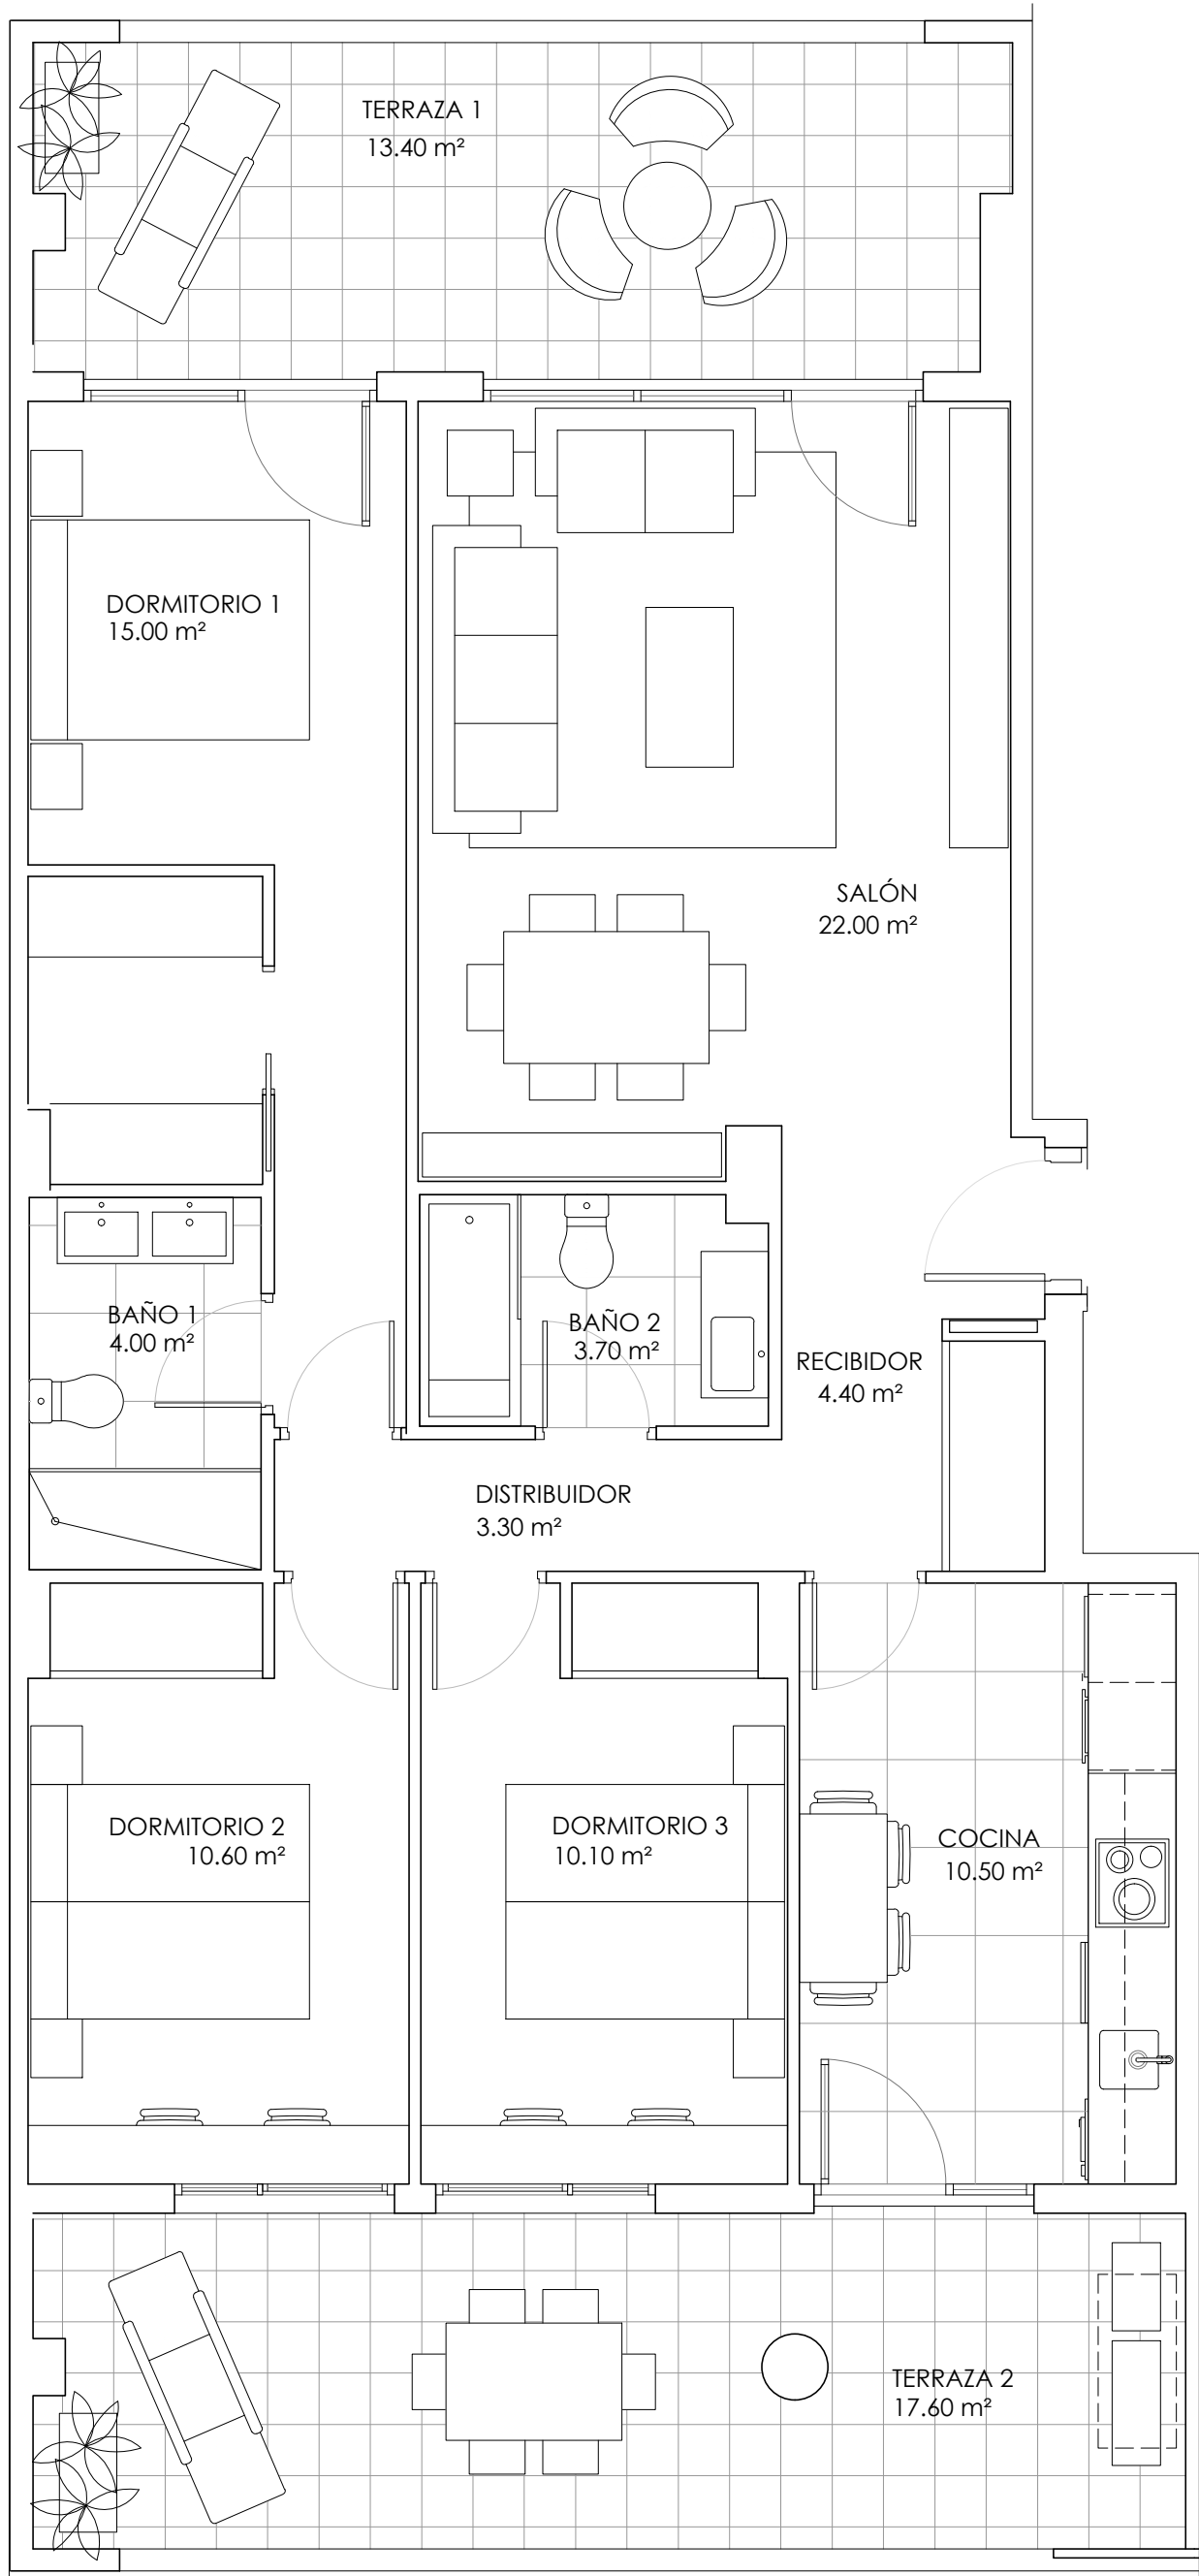 TERRAZA 1
13.40 m²
DORMITORIO 1
15.00 m²
SALÓN
22.00 m²
BAÑO 1
4.00 m²
BAÑO 2
3.70 m²
RECIBIDOR
4.40 m²
DISTRIBUIDOR
3.30 m²
DORMITORIO 2
10.60 m²
DORMITORIO 3
10.10 m²
COCINA
10.50 m²
TERRAZA 2
17.60 m²